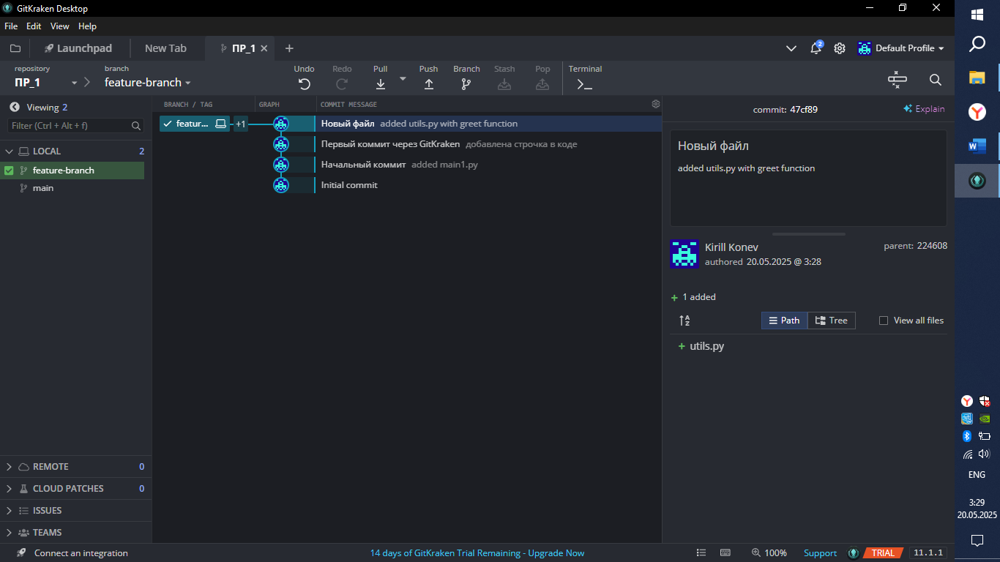 GitKraken Desktop
File Edit View Help
Launchpad New Tab ПР_1 2 Default Profile
repository branch Undo Redo Pull Push Branch Stash Pop Terminal
ПР_1 feature-branch
Viewing 2
Filter (Ctrl + Alt + f)
LOCAL 2
feature-branch
main
REMOTE 0
CLOUD PATCHES 0
ISSUES
TEAMS
BRANCH / TAG GRAPH COMMIT MESSAGE
featur... +1 Новый файл added utils.py with greet function
Первый коммит через GitKraken добавлена строчка в коде
Начальный коммит added main1.py
Initial commit
commit: 47cf89 Explain
Новый файл
added utils.py with greet function
Kirill Konev parent: 224608
authored 20.05.2025 @ 3:28
1 added
Path Tree View all files
utils.py
Connect an integration 14 days of GitKraken Trial Remaining - Upgrade Now 100% Support TRIAL 11.1.1
ENG
3:29
20.05.2025